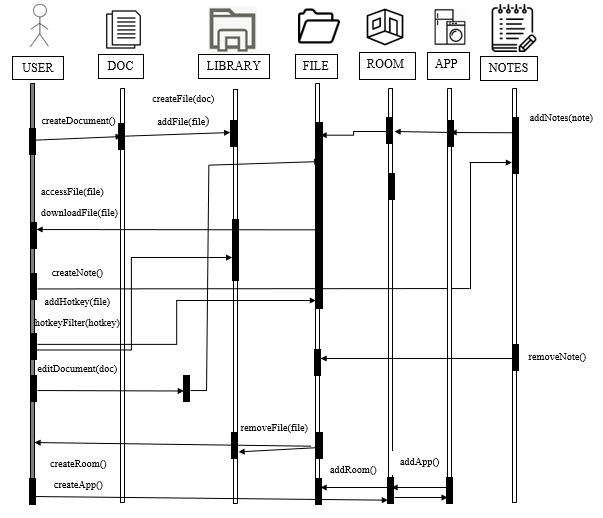 USER
DOC
LIBRARY
FILE
ROOM
APP
NOTES
createFile(doc)
createDocument()
addFile(file)
addNotes(note)
accessFile(file)
downloadFile(file)
createNote()
addHotkey(file)
hotkeyFilter(hotkey)
removeNote()
editDocument(doc)
removeFile(file)
createRoom()
addRoom()
addApp()
createApp()